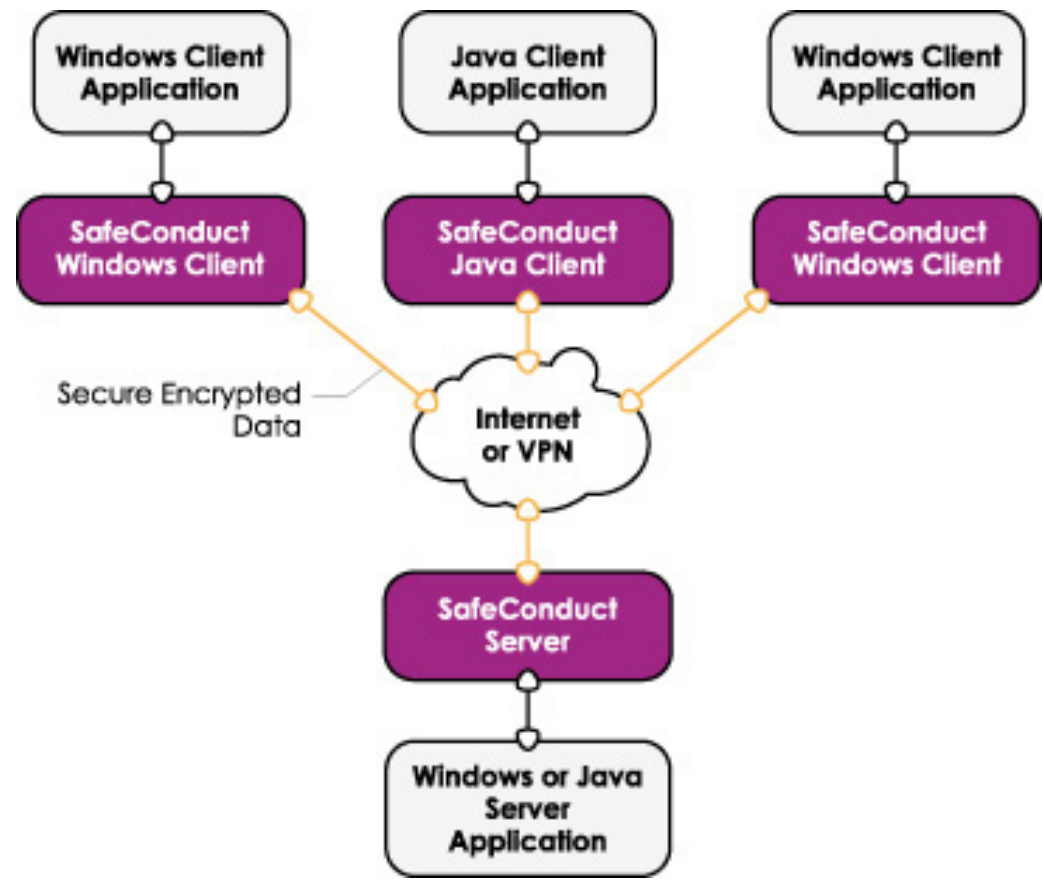 Windows Client
Application
Java Client
Application
Windows Client
Application
SafeConduct
Windows Client
SafeConduct
Java Client
SafeConduct
Windows Client
Secure Encrypted
Data
Internet
or VPN
SafeConduct
Server
Windows or Java
Server
Application